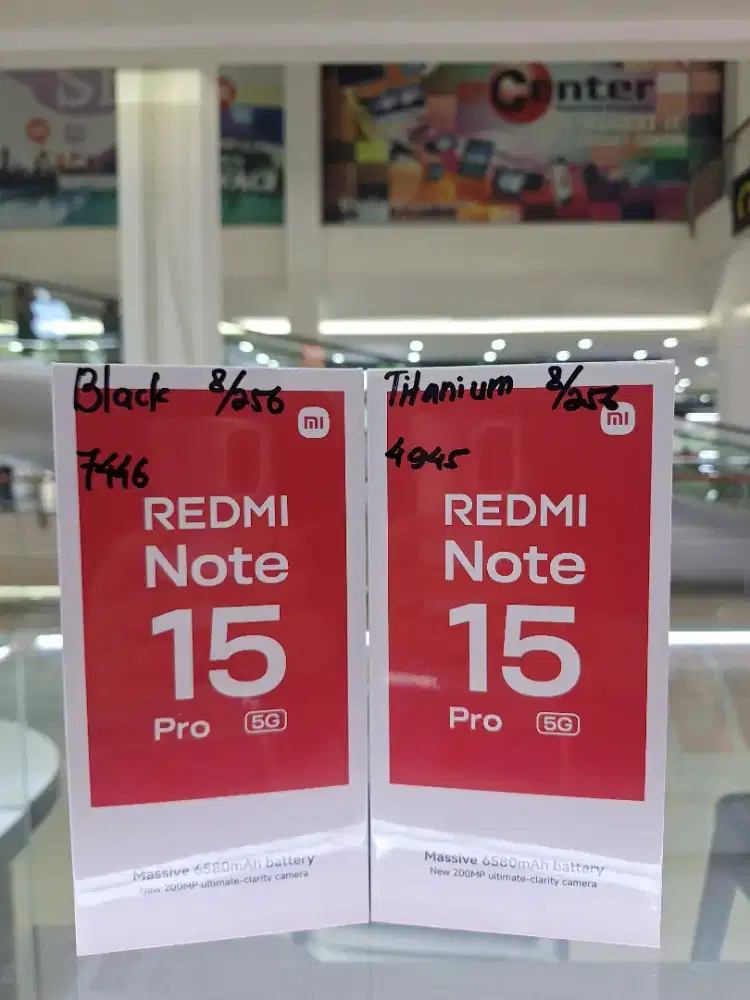 Center
Black 8/256
7446
mi
REDMI
Note
15
Pro 5G
Massive 6580mAh battery
New 200MP ultimate-clarity camera
Titanium 8/256
4945
mi
REDMI
Note
15
Pro 5G
Massive 6580mAh battery
New 200MP ultimate-clarity camera